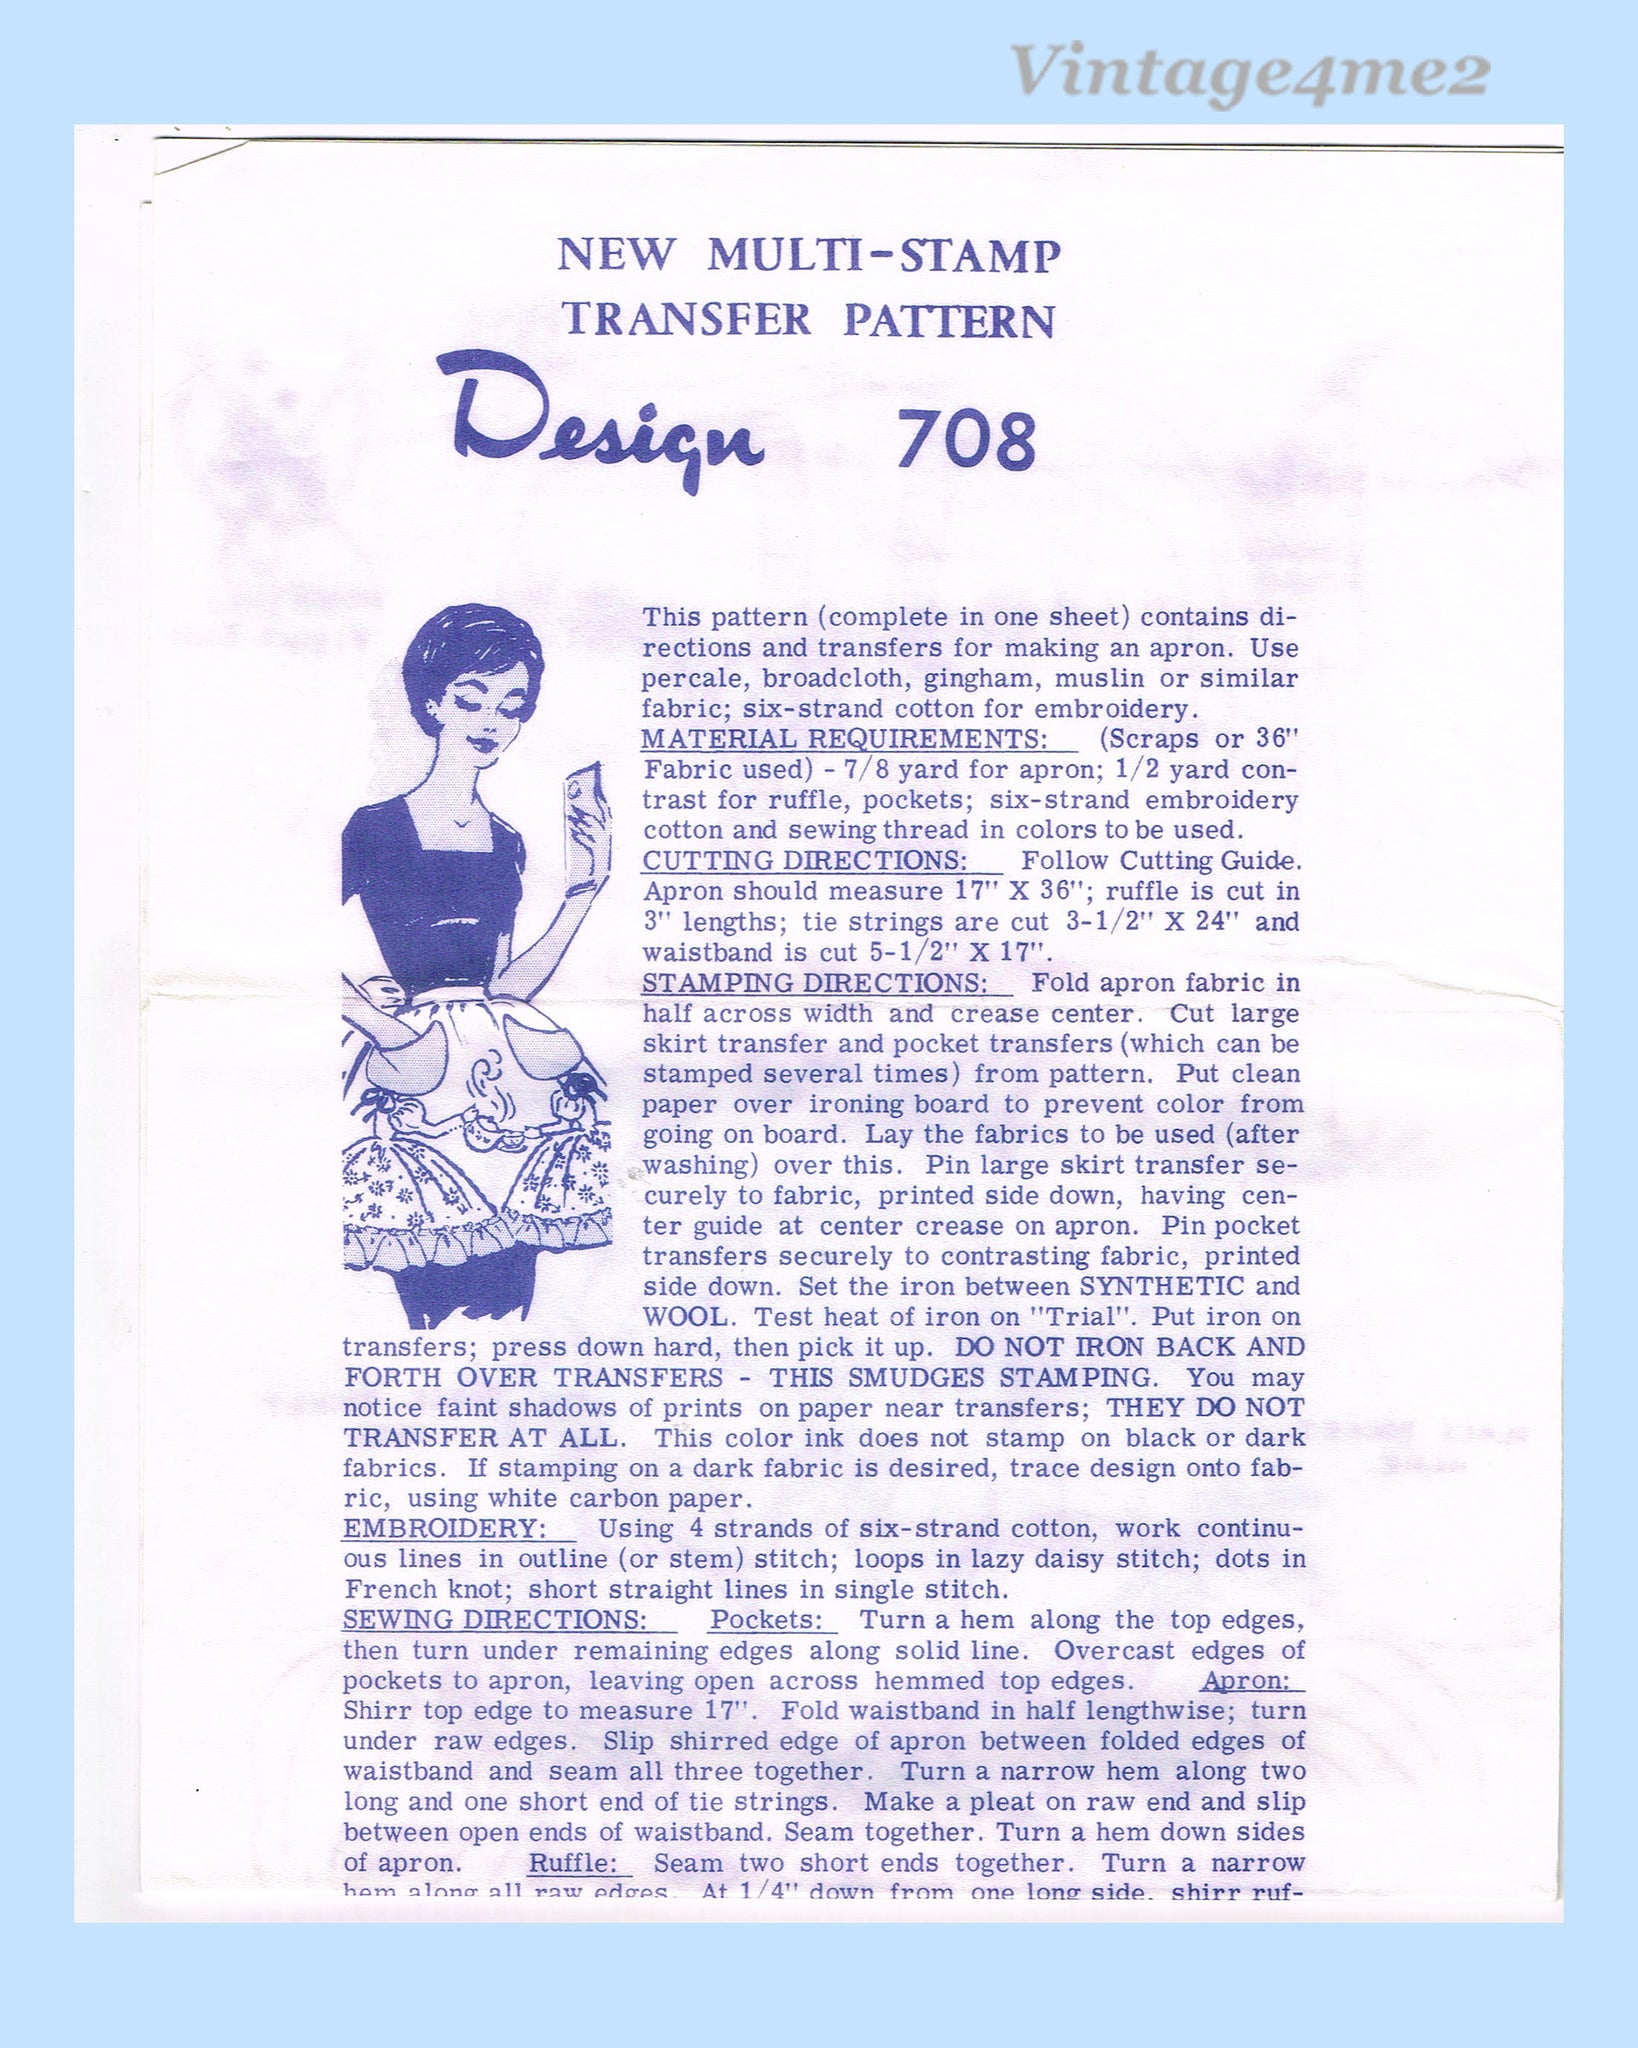 Vintage4me2
NEW MULTI-STAMP
TRANSFER PATTERN
Design 708
This pattern (complete in one sheet) contains di-
rections and transfers for making an apron. Use
percale, broadcloth, gingham, muslin or similar
fabric; six-strand cotton for embroidery.
MATERIAL REQUIREMENTS: (Scraps or 36"
Fabric used) - 7/8 yard for apron; 1/2 yard con-
trast for ruffle, pockets; six-strand embroidery
cotton and sewing thread in colors to be used.
CUTTING DIRECTIONS: Follow Cutting Guide.
Apron should measure 17" X 36"; ruffle is cut in
3" lengths; tie strings are cut 3-1/2" X 24" and
waistband is cut 5-1/2" X 17".
STAMPING DIRECTIONS: Fold apron fabric in
half across width and crease center. Cut large
skirt transfer and pocket transfers (which can be
stamped several times) from pattern. Put clean
paper over ironing board to prevent color from
going on board. Lay the fabrics to be used (after
washing) over this. Pin large skirt transfer se-
curely to fabric, printed side down, having cen-
ter guide at center crease on apron. Pin pocket
transfers securely to contrasting fabric, printed
side down. Set the iron between SYNTHETIC and
WOOL. Test heat of iron on "Trial". Put iron on
transfers; press down hard, then pick it up. DO NOT IRON BACK AND
FORTH OVER TRANSFERS - THIS SMUDGES STAMPING. You may
notice faint shadows of prints on paper near transfers; THEY DO NOT
TRANSFER AT ALL. This color ink does not stamp on black or dark
fabrics. If stamping on a dark fabric is desired, trace design onto fab-
ric, using white carbon paper.
EMBROIDERY: Using 4 strands of six-strand cotton, work continu-
ous lines in outline (or stem) stitch; loops in lazy daisy stitch; dots in
French knot; short straight lines in single stitch.
SEWING DIRECTIONS: Pockets: Turn a hem along the top edges,
then turn under remaining edges along solid line. Overcast edges of
pockets to apron, leaving open across hemmed top edges. Apron:
Shirr top edge to measure 17". Fold waistband in half lengthwise; turn
under raw edges. Slip shirred edge of apron between folded edges of
waistband and seam all three together. Turn a narrow hem along two
long and one short end of tie strings. Make a pleat on raw end and slip
between open ends of waistband. Seam together. Turn a hem down sides
of apron. Ruffle: Seam two short ends together. Turn a narrow
hem along all raw edges. At 1/4" down from one long side, shirr ruf-